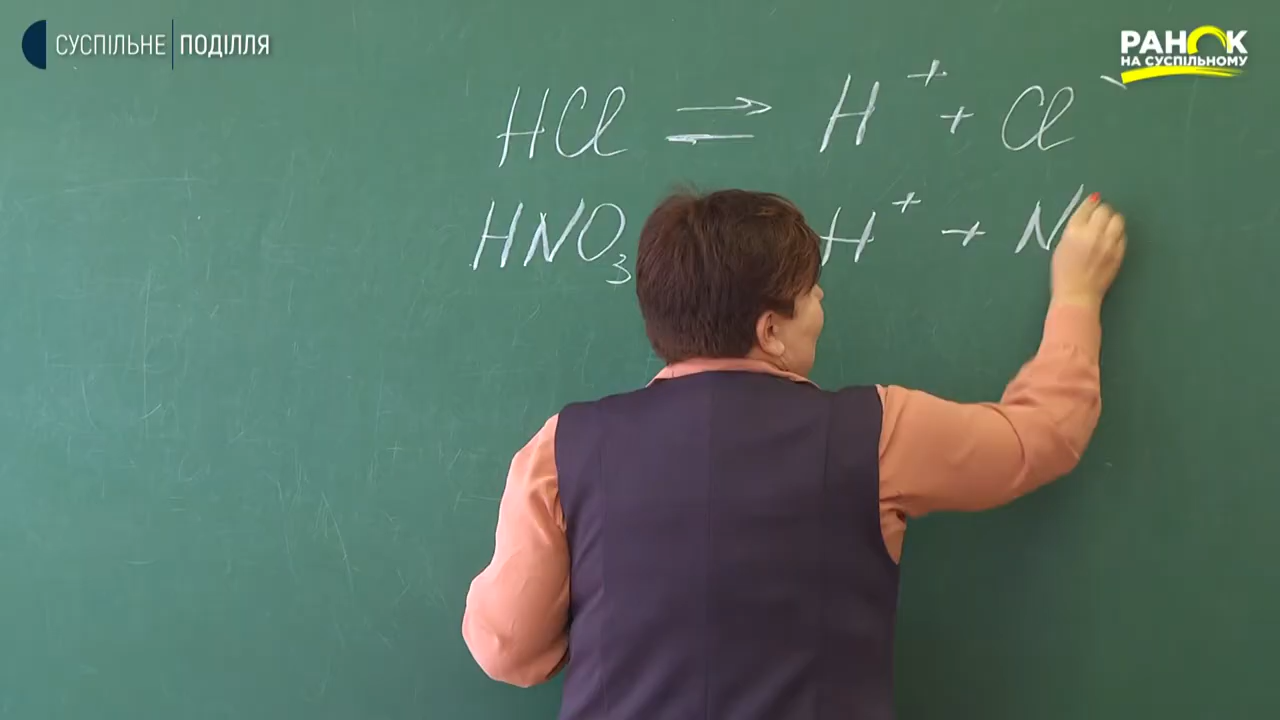 СУСПІЛЬНЕ | ПОДІЛЛЯ
РАНОК
НА СУСПІЛЬНОМУ
HCl ⇌ H⁺ + Cl⁻
HNO₃ H⁺ + N